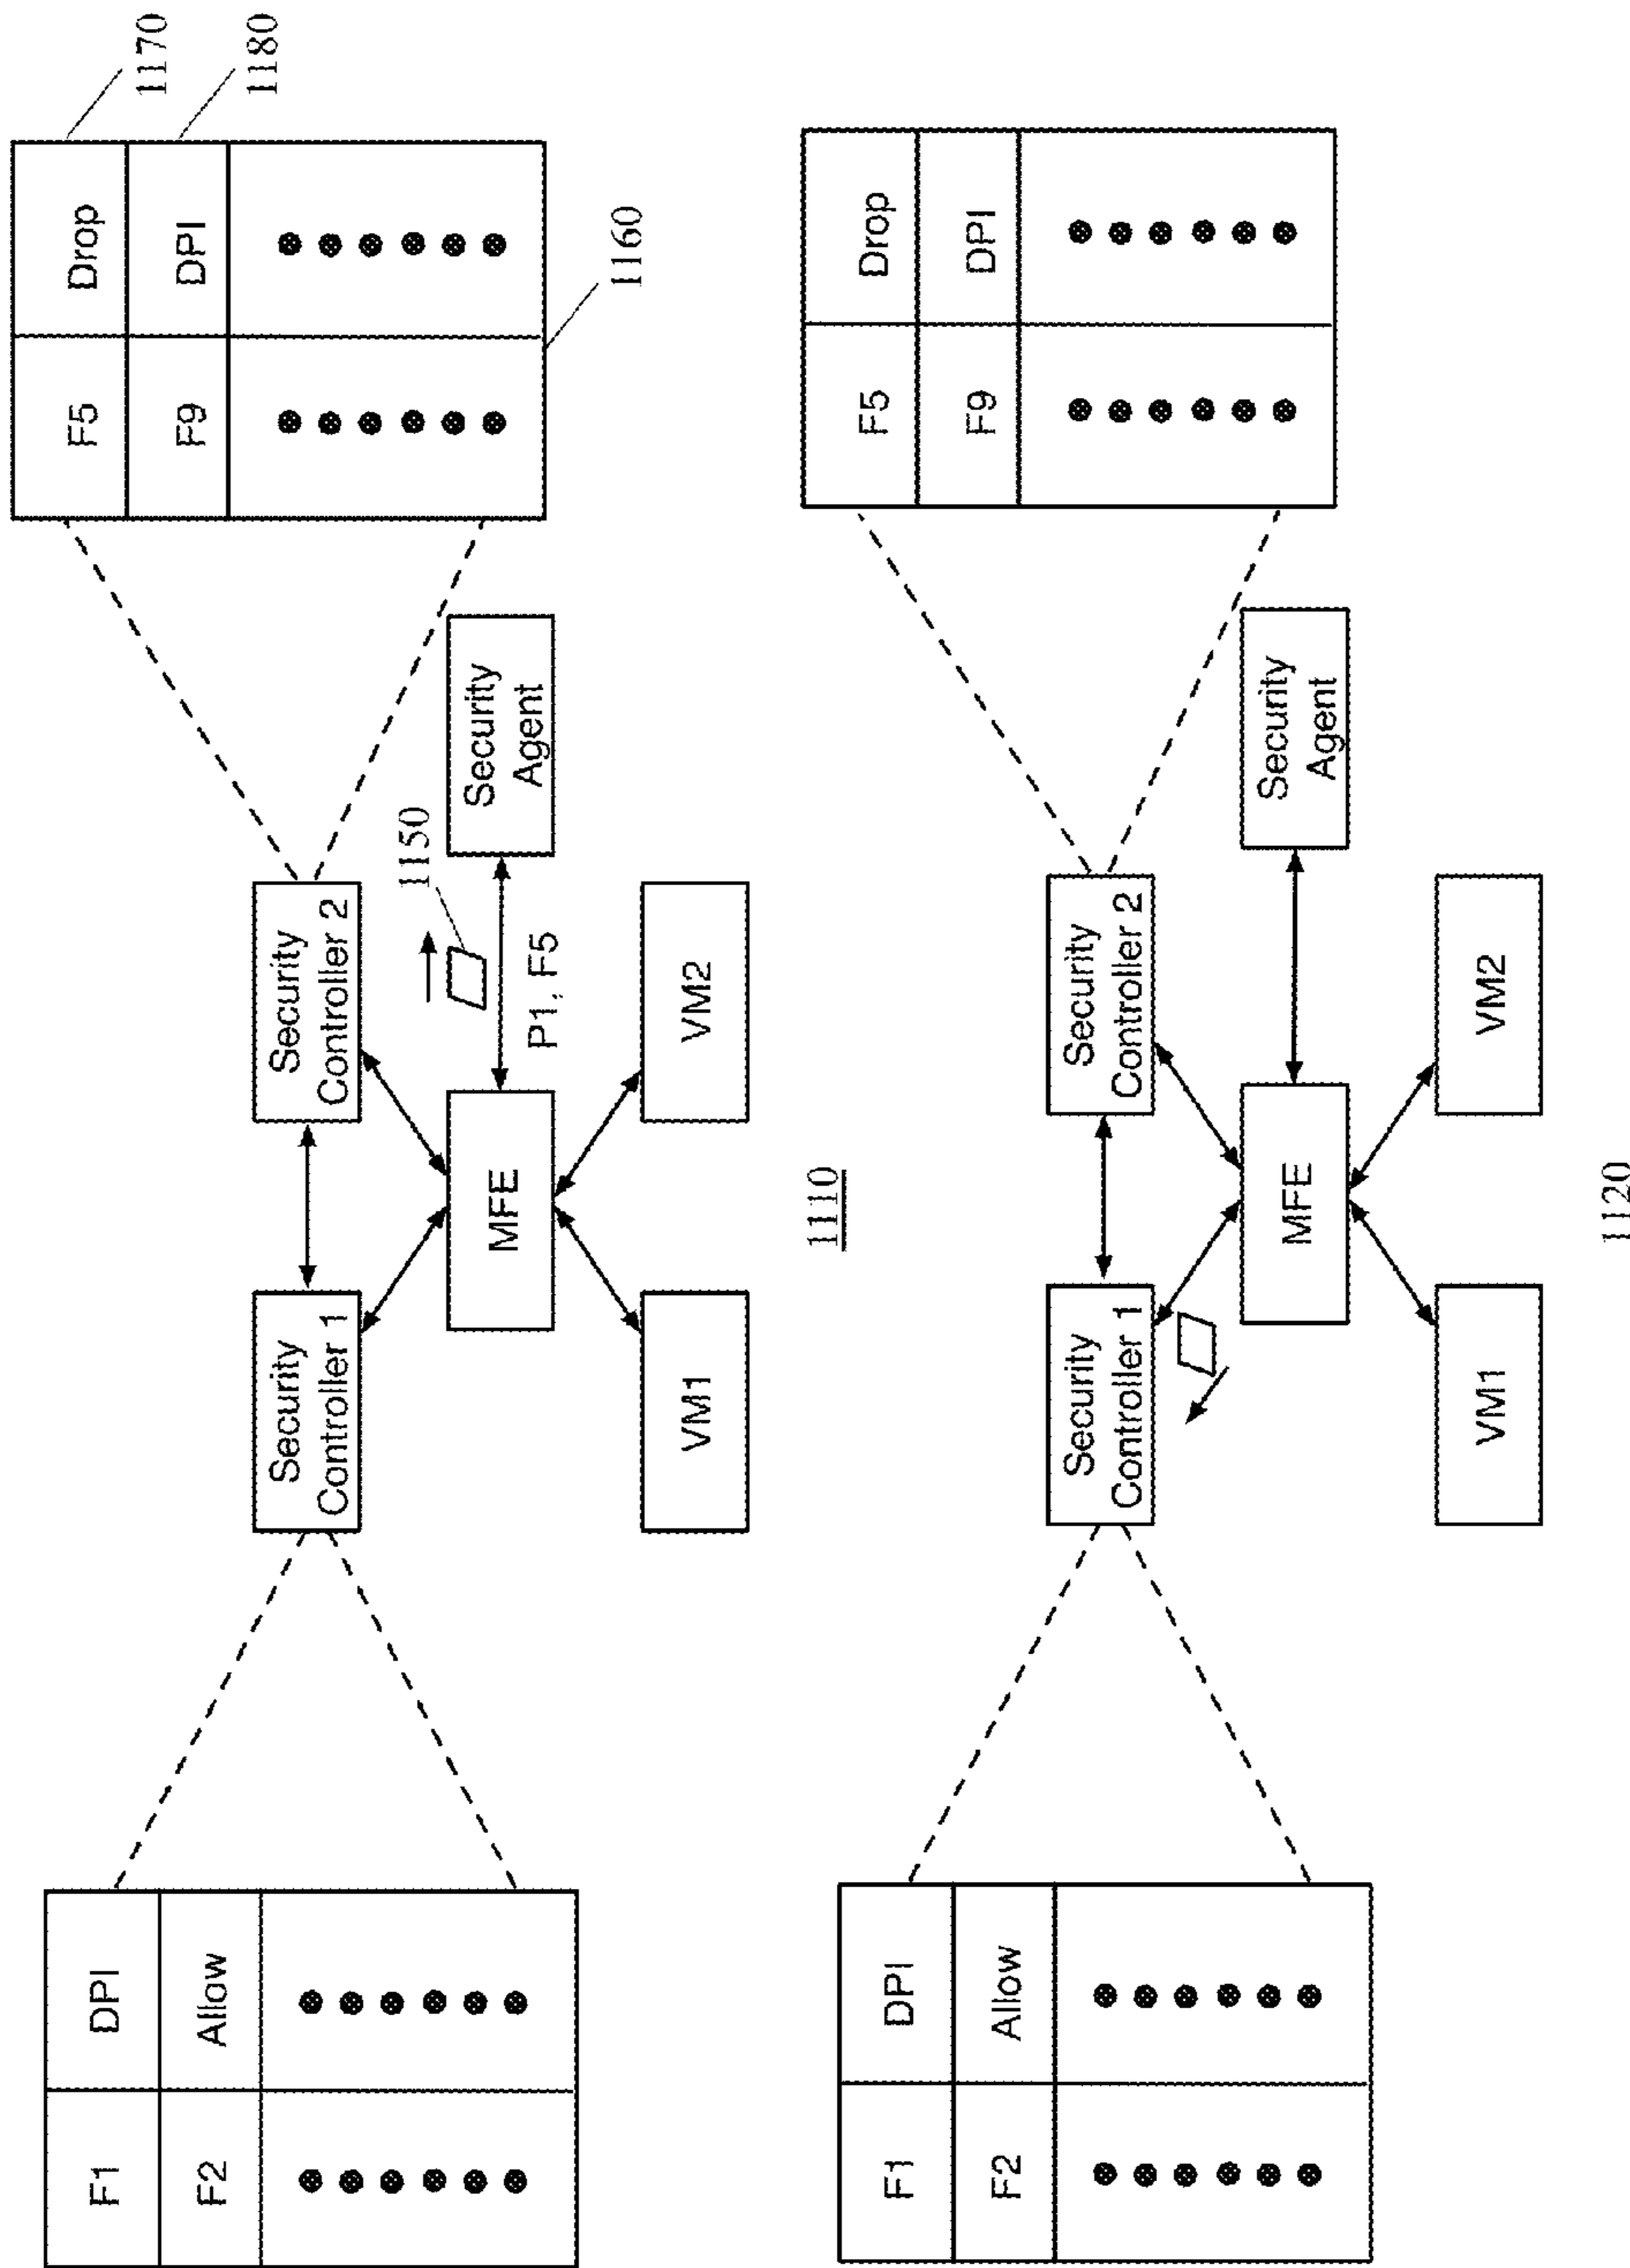 F1
DPI
F2
Allow
Security
Controller 1
Security
Controller 2
MFE
VM1
VM2
1150
P1, F5
Security
Agent
F5
Drop
F9
DPI
1170
1180
1160
1110
F1
DPI
F2
Allow
Security
Controller 1
Security
Controller 2
MFE
VM1
VM2
Security
Agent
F5
Drop
F9
DPI
1120